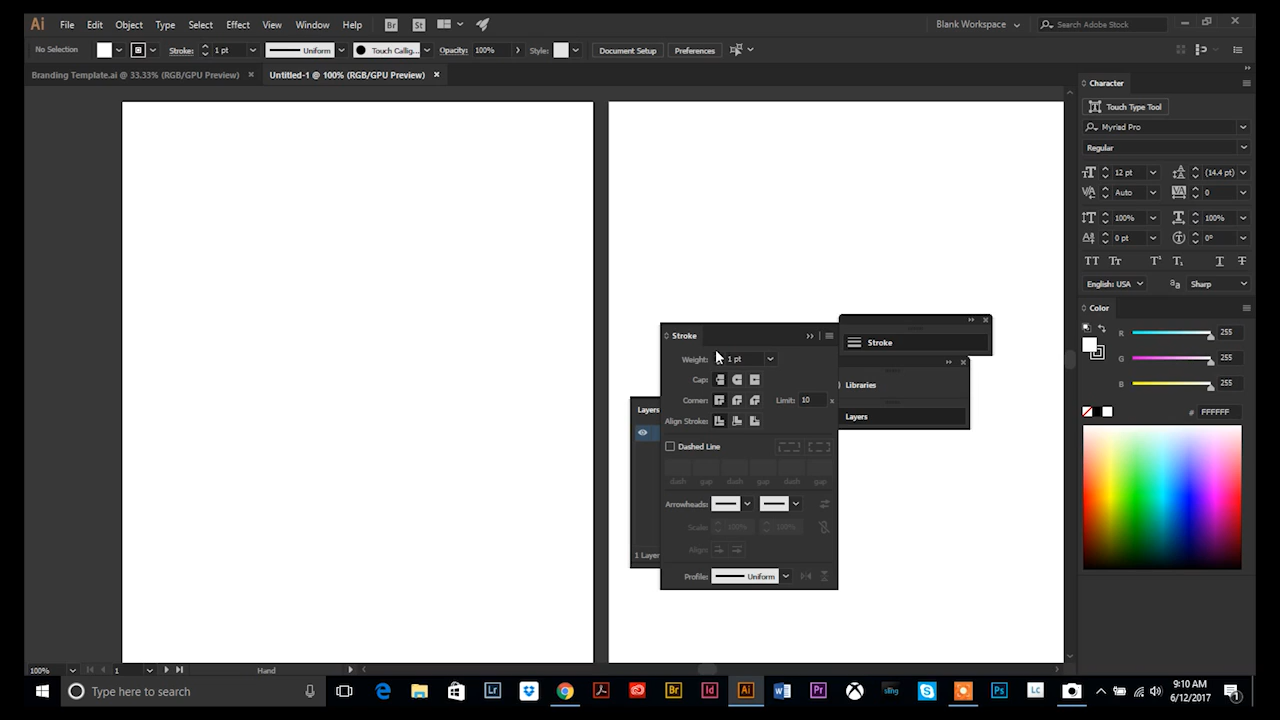 Ai File Edit Object Type Select Effect View Window Help Br St Blank Workspace Search Adobe Stock
No Selection Stroke: 1 pt Uniform Touch Callig... Opacity: 100% Style: Document Setup Preferences
Branding Template.ai @ 33.33% (RGB/GPU Preview) × Untitled-1 @ 100% (RGB/GPU Preview) ×
Character
Touch Type Tool
Myriad Pro
Regular
12 pt (14.4 pt)
Auto 0
100% 100%
0 pt 0°
TT Tr T¹ T₁ T T
English: USA aa Sharp
Color
R 255
G 255
B 255
# FFFFFF
Stroke
Libraries
Layers
Layers
1 Layer
Stroke
Weight: 1 pt
Cap:
Corner: Limit: 10 x
Align Stroke:
Dashed Line
dash gap dash gap dash gap
Arrowheads:
Scale: 100% 100%
Align:
Profile: Uniform
100% 1 Hand
Type here to search Lr Br Id Ai Pr sling Ps LC 9:10 AM
6/12/2017
1